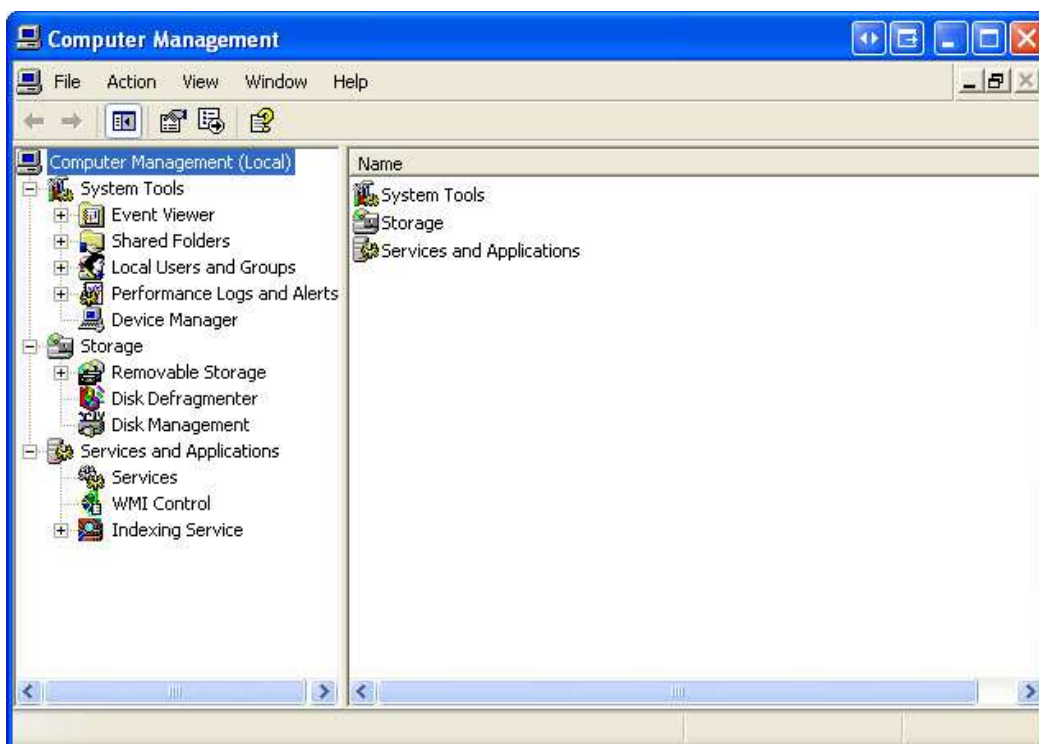 Computer Management
File Action View Window Help
Computer Management (Local)
System Tools
Event Viewer
Shared Folders
Local Users and Groups
Performance Logs and Alerts
Device Manager
Storage
Removable Storage
Disk Defragmenter
Disk Management
Services and Applications
Services
WMI Control
Indexing Service
Name
System Tools
Storage
Services and Applications